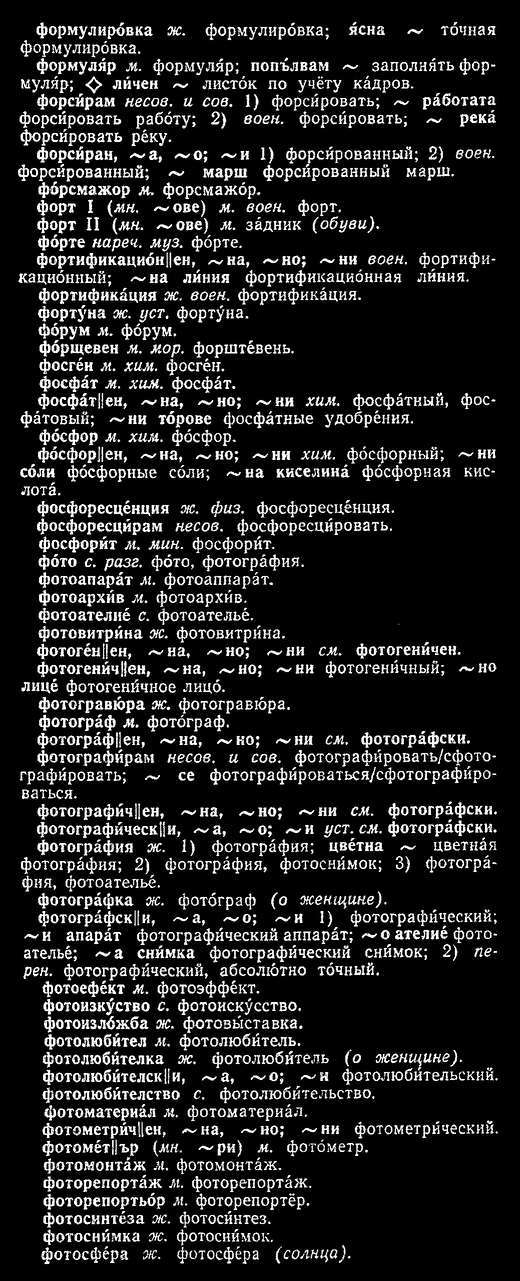 формулиро́вка ж. формулиро́вка; я́сна ~ то́чная
формулиро́вка.
формуля́р м. формуля́р; попъ́лвам ~ заполня́ть фор-
муля́р; ◇ ли́чен ~ листо́к по учёту ка́дров.
форси́рам несов. и сов. 1) форси́ровать; ~ ра́ботата
форси́ровать рабо́ту; 2) воен. форси́ровать; ~ река́
форси́ровать ре́ку.
форси́ран, ~а, ~о; ~и 1) форси́рованный; 2) воен.
форси́рованный; ~ марш форси́рованный марш.
фо́рсмажор м. форсмажо́р.
форт I (мн. ~ове) м. воен. форт.
форт II (мн. ~ове) м. за́дник (обуви).
фо́рте нареч. муз. фо́рте.
фортификацио́н||ен, ~на, ~но; ~ни воен. фортифи-
кацио́нный; ~на ли́ния фортификацио́нная ли́ния.
фортифика́ция ж. воен. фортифика́ция.
форту́на ж. уст. форту́на.
фо́рум м. фо́рум.
фо́рщевен м. мор. форште́вень.
фосге́н м. хим. фосге́н.
фосфа́т м. хим. фосфа́т.
фосфа́т||ен, ~на, ~но; ~ни хим. фосфа́тный, фос-
фа́товый; ~ни то́рове фосфа́тные удобре́ния.
фо́сфор м. хим. фо́сфор.
фо́сфор||ен, ~на, ~но; ~ни хим. фо́сфорный; ~ни
со́ли фо́сфорные со́ли; ~на киселина́ фо́сфорная кис-
лота́.
фосфоресце́нция ж. физ. фосфоресце́нция.
фосфоресци́рам несов. фосфоресци́ровать.
фосфори́т м. мин. фосфори́т.
фо́то с. разг. фо́то, фотогра́фия.
фотоапара́т м. фотоаппара́т.
фотоархи́в м. фотоархи́в.
фотоателие́ с. фотоателье́.
фотовитри́на ж. фотовитри́на.
фотоге́н||ен, ~на, ~но; ~ни см. фотогени́чен.
фотогени́ч||ен, ~на, ~но; ~ни фотогени́чный; ~но
лице́ фотогени́чное лицо́.
фотогравю́ра ж. фотогравю́ра.
фотогра́ф м. фото́граф.
фотогра́ф||ен, ~на, ~но; ~ни см. фотогра́фски.
фотографи́рам несов. и сов. фотографи́ровать/сфото-
графи́ровать; ~ се фотографи́роваться/сфотографи́ро-
ваться.
фотографи́ч||ен, ~на, ~но; ~ни см. фотогра́фски.
фотографи́ческ||и, ~а, ~о; ~и уст. см. фотогра́фски.
фотогра́фия ж. 1) фотогра́фия; цве́тна ~ цветна́я
фотогра́фия; 2) фотогра́фия, фотосни́мок; 3) фотогра́-
фия, фотоателье́.
фотогра́фка ж. фото́граф (о женщине).
фотогра́фск||и, ~а, ~о; ~и 1) фотографи́ческий;
~и апара́т фотографи́ческий аппара́т; ~о ателие́ фото-
ателье́; ~а сни́мка фотографи́ческий сни́мок; 2) пе-
рен. фотографи́ческий, абсолю́тно то́чный.
фотоефе́кт м. фотоэффе́кт.
фотоизку́ство с. фотоиску́сство.
фотоизло́жба ж. фотовы́ставка.
фотолюби́тел м. фотолюби́тель.
фотолюби́телка ж. фотолюби́тель (о женщине).
фотолюби́телск||и, ~а, ~о; ~и фотолюби́тельский.
фотолюби́телство с. фотолюби́тельство.
фотоматериа́л м. фотоматериа́л.
фотометри́ч||ен, ~на, ~но; ~ни фотометри́ческий.
фотоме́т||ър (мн. ~ри) м. фото́метр.
фотомонта́ж м. фотомонта́ж.
фоторепорта́ж м. фоторепорта́ж.
фоторепортьо́р м. фоторепортёр.
фотосинте́за ж. фотоси́нтез.
фотосни́мка ж. фотосни́мок.
фотосфе́ра ж. фотосфе́ра (солнца).